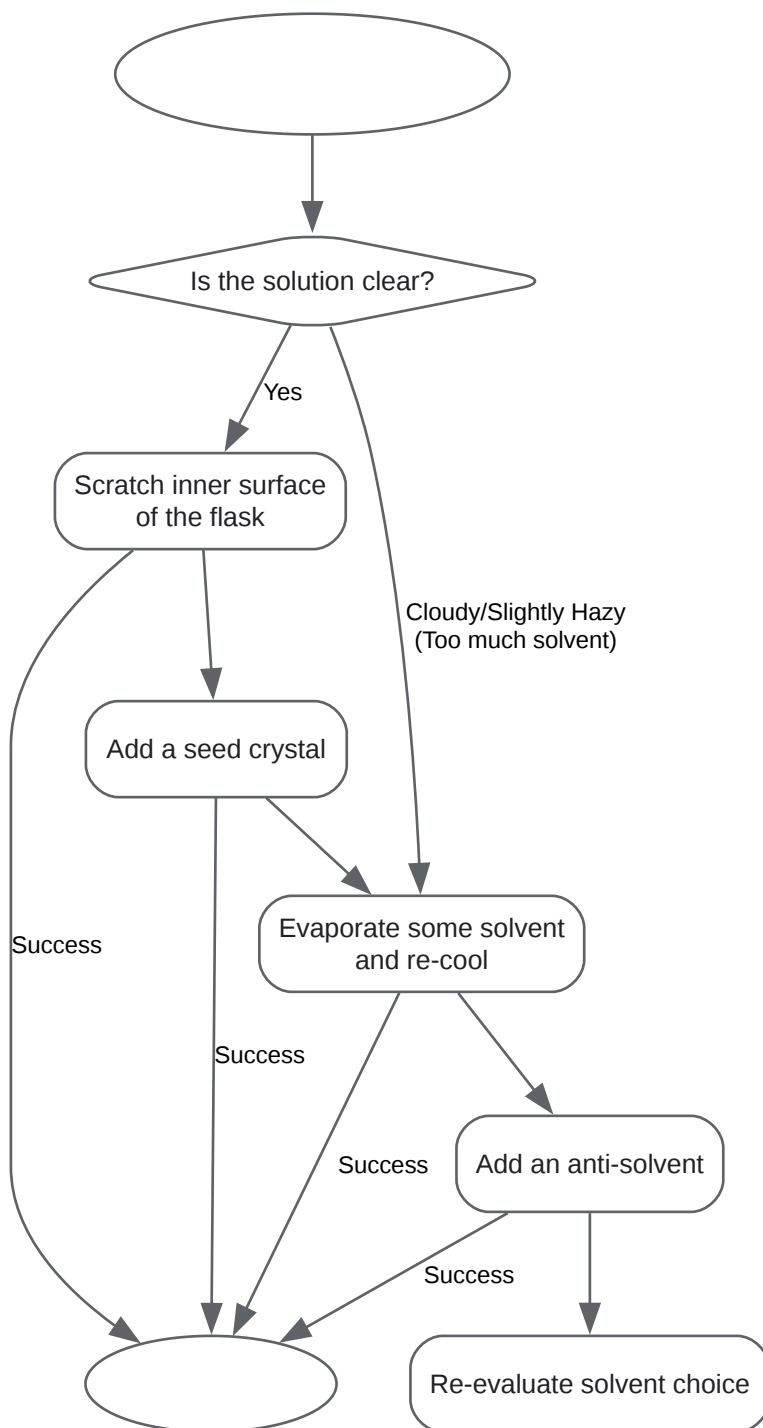 Is the solution clear?
Yes
Scratch inner surface
of the flask
Cloudy/Slightly Hazy
(Too much solvent)
Add a seed crystal
Evaporate some solvent
and re-cool
Success
Success
Success
Add an anti-solvent
Success
Re-evaluate solvent choice